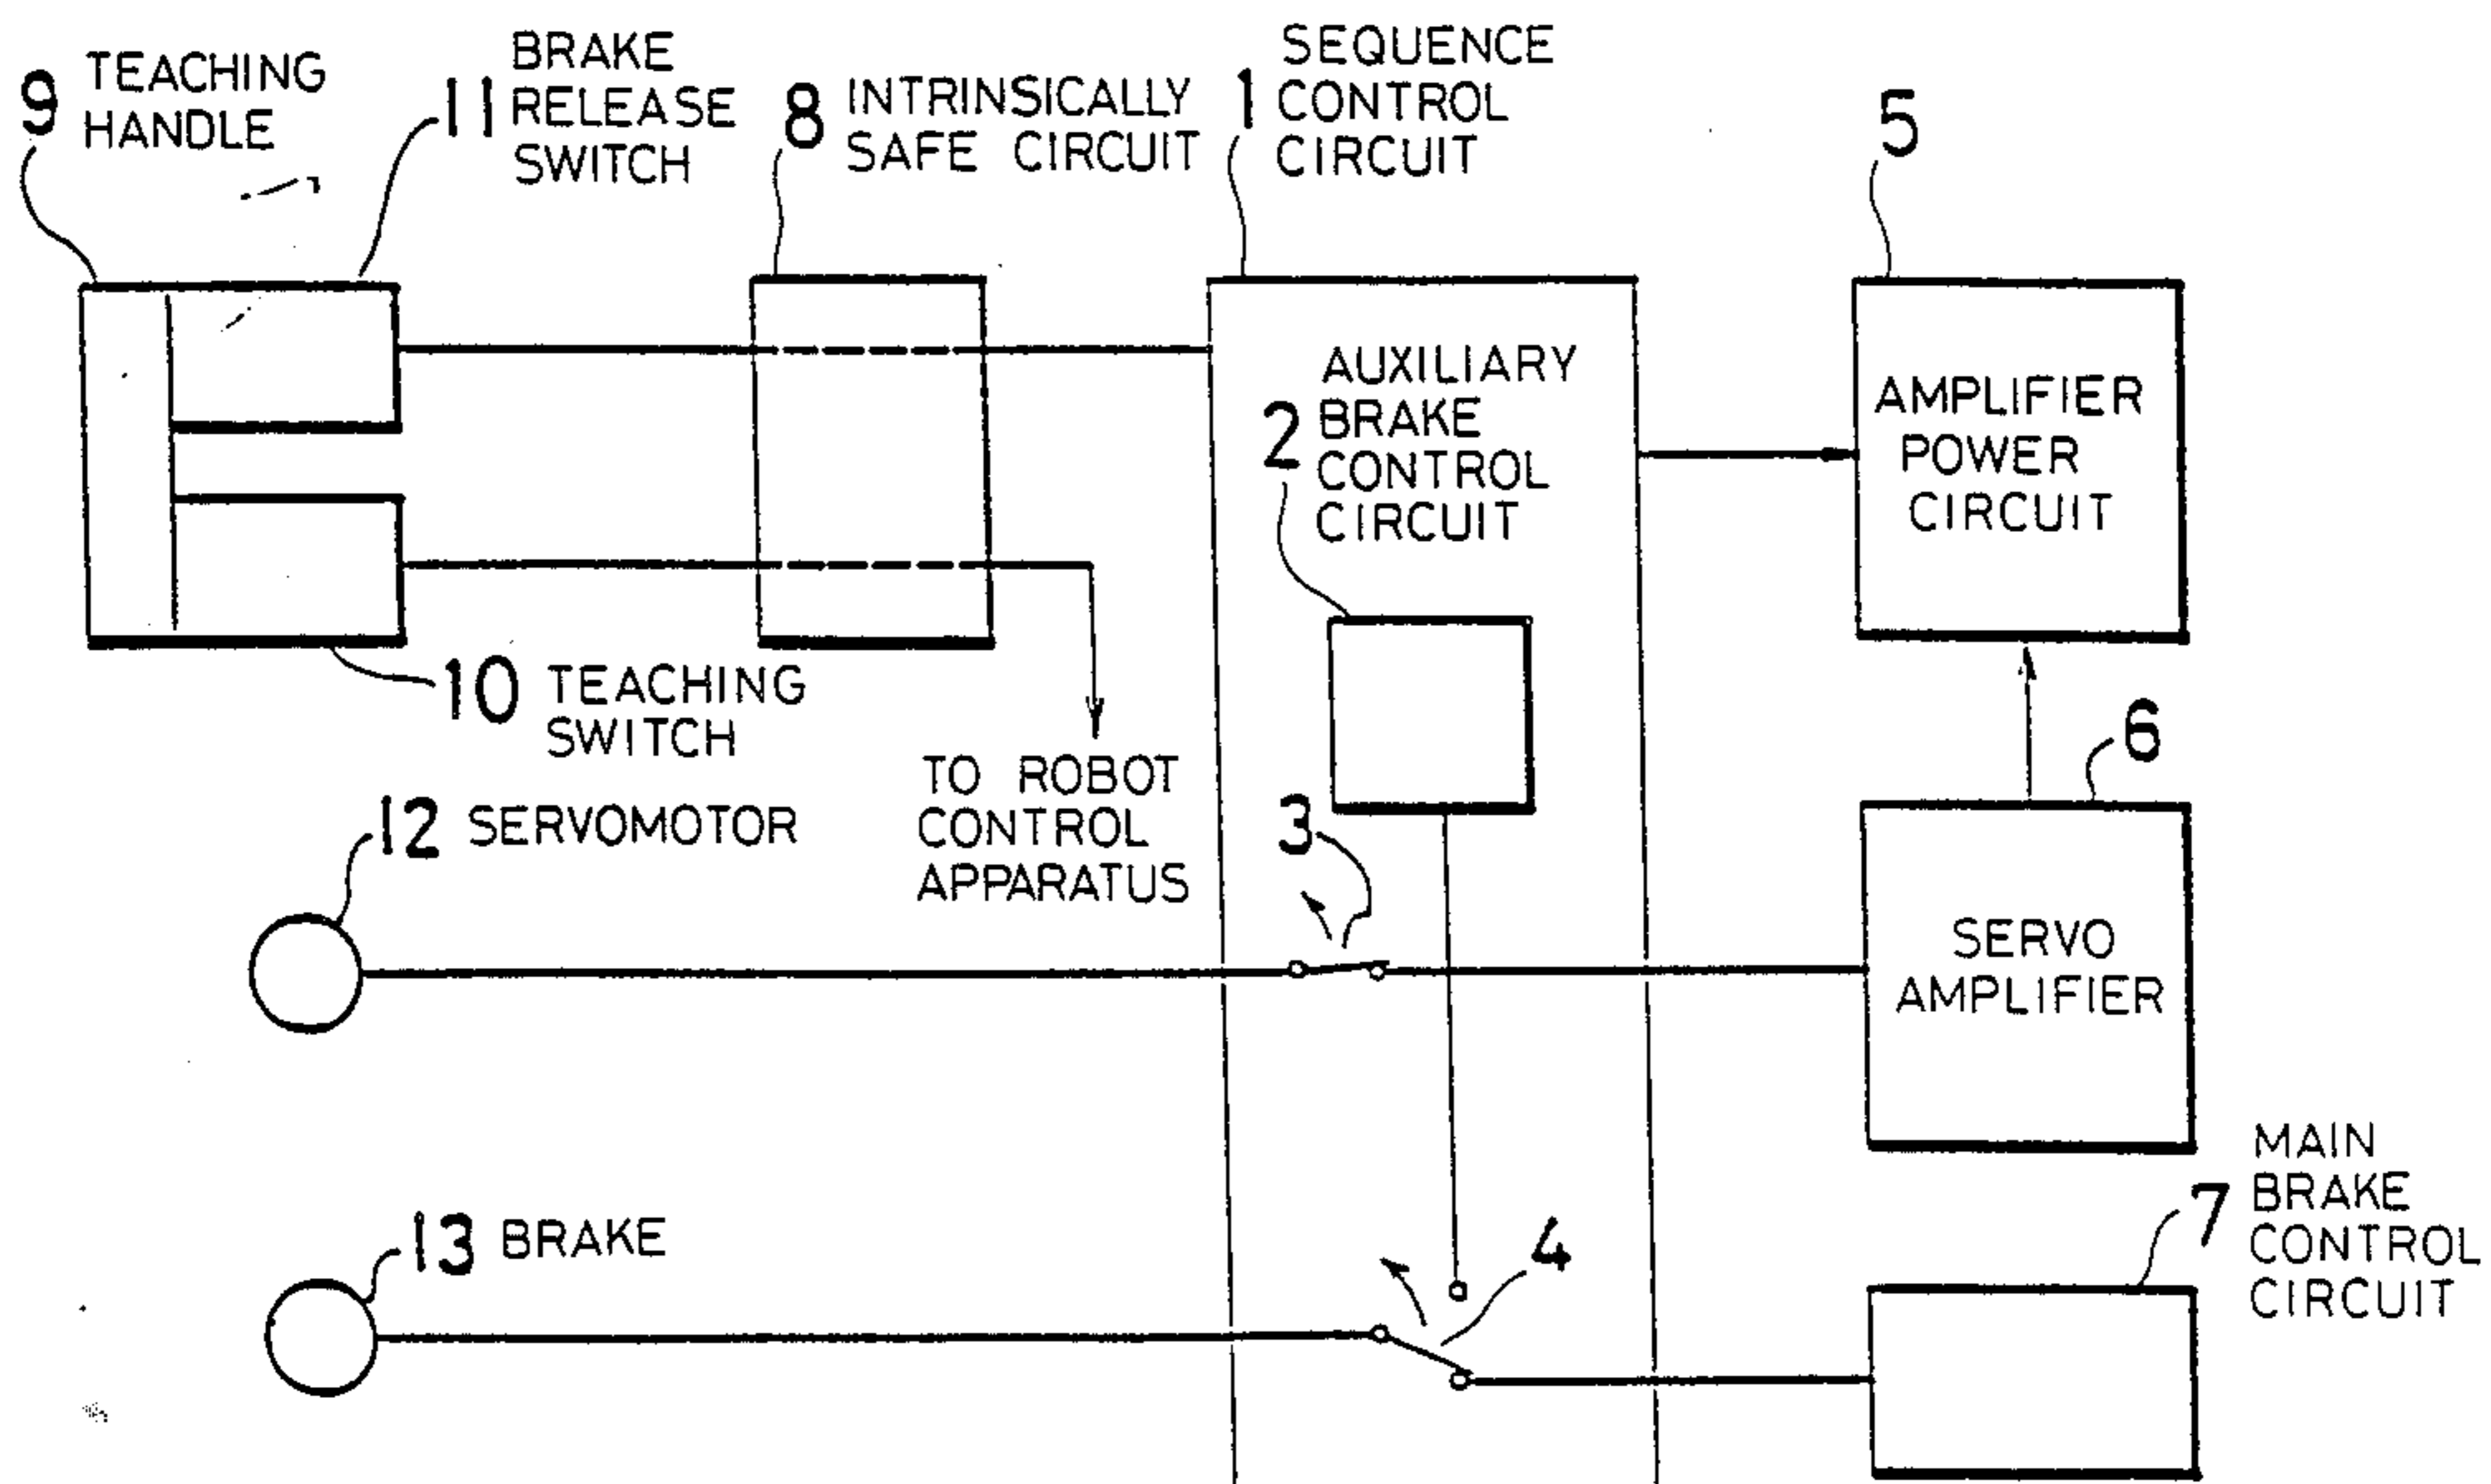 9 TEACHING
HANDLE
11 BRAKE
RELEASE
SWITCH
8 INTRINSICALLY
SAFE CIRCUIT
1 SEQUENCE
CONTROL
CIRCUIT
5
AMPLIFIER
POWER
CIRCUIT
2 AUXILIARY
BRAKE
CONTROL
CIRCUIT
10 TEACHING
SWITCH
TO ROBOT
CONTROL
APPARATUS
12 SERVOMOTOR
3
6
SERVO
AMPLIFIER
13 BRAKE
4
7 MAIN
BRAKE
CONTROL
CIRCUIT